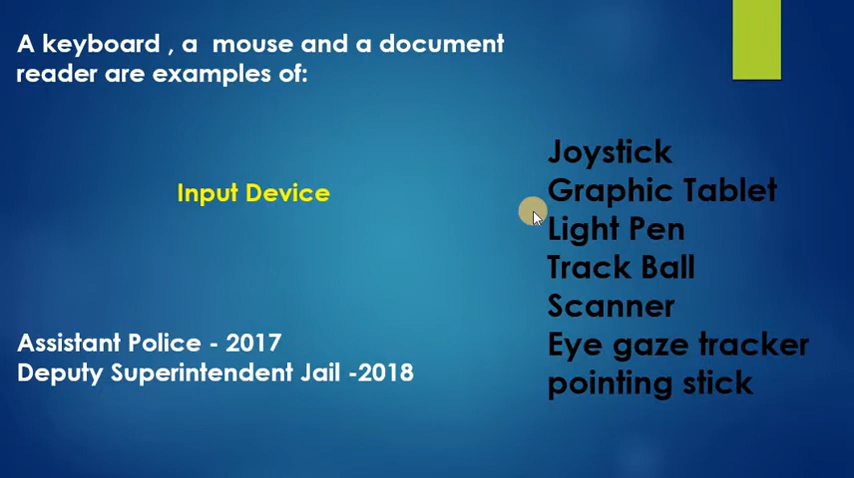 A keyboard , a  mouse and a document
reader are examples of:
Input Device
Assistant Police - 2017
Deputy Superintendent Jail -2018
Joystick
Graphic Tablet
Light Pen
Track Ball
Scanner
Eye gaze tracker
pointing stick